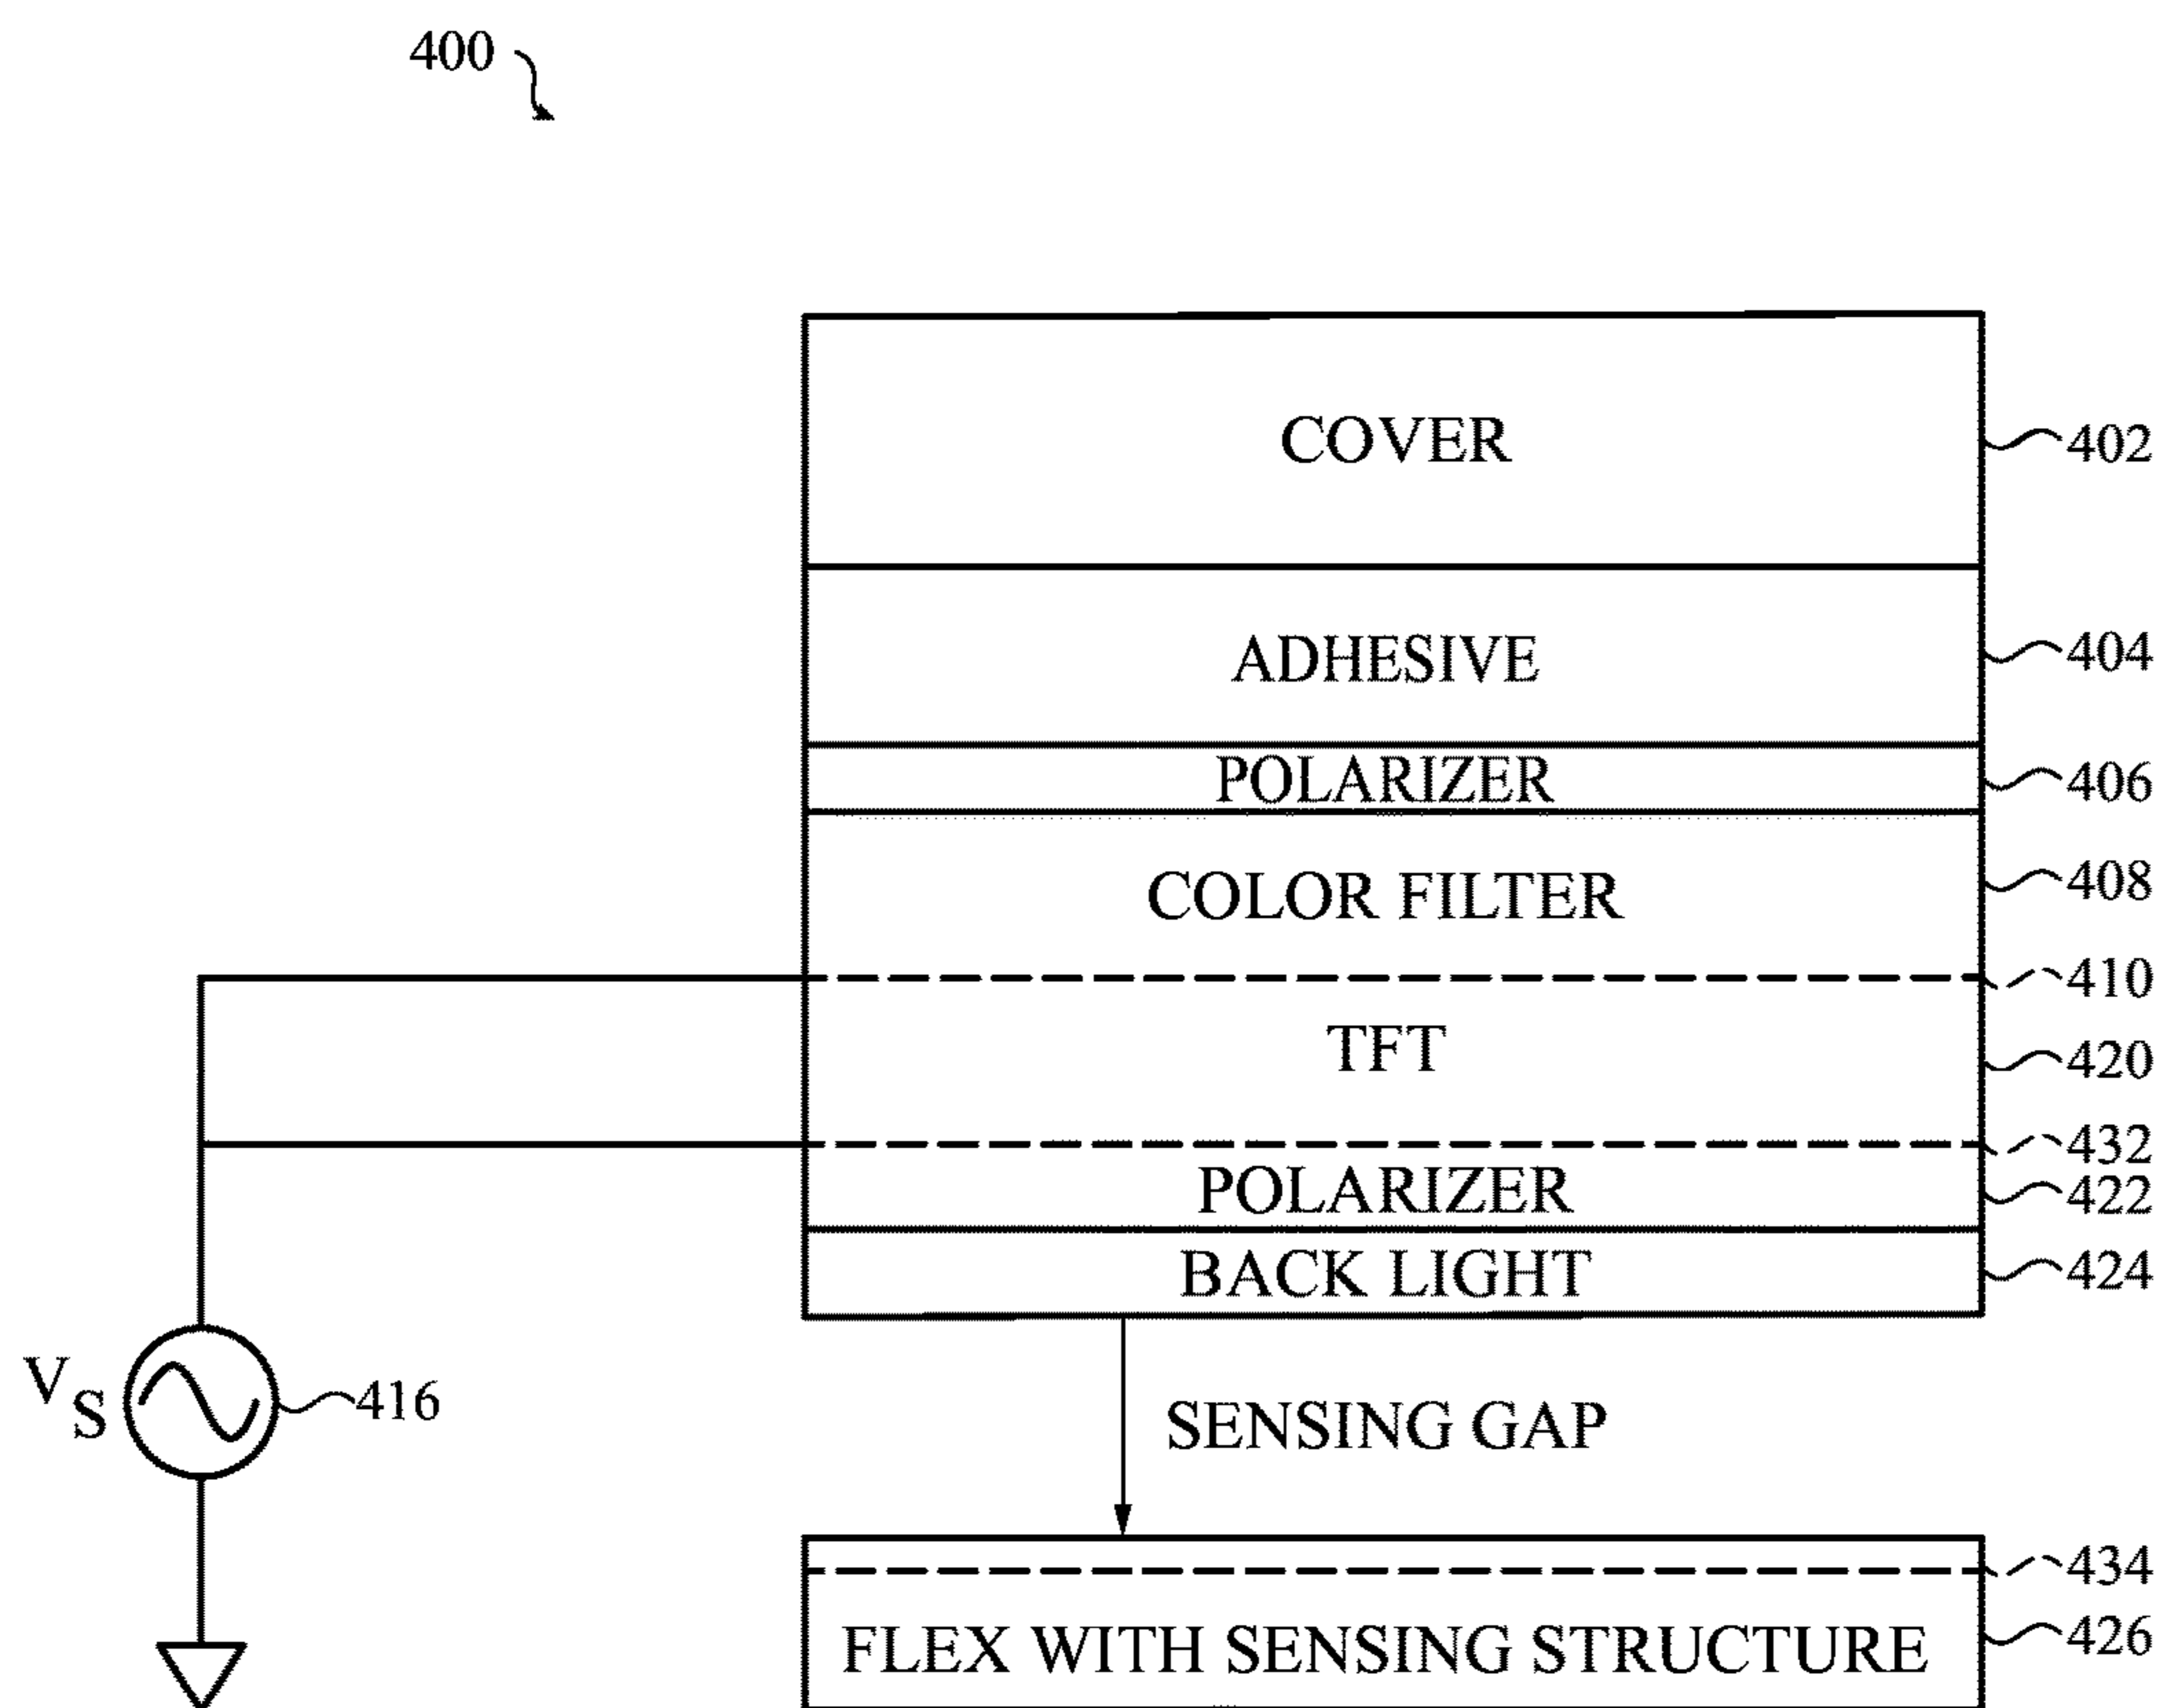 400
COVER
402
ADHESIVE
404
POLARIZER
406
COLOR FILTER
408
410
TFT
420
432
POLARIZER
422
BACK LIGHT
424
VS
416
SENSING GAP
434
FLEX WITH SENSING STRUCTURE
426